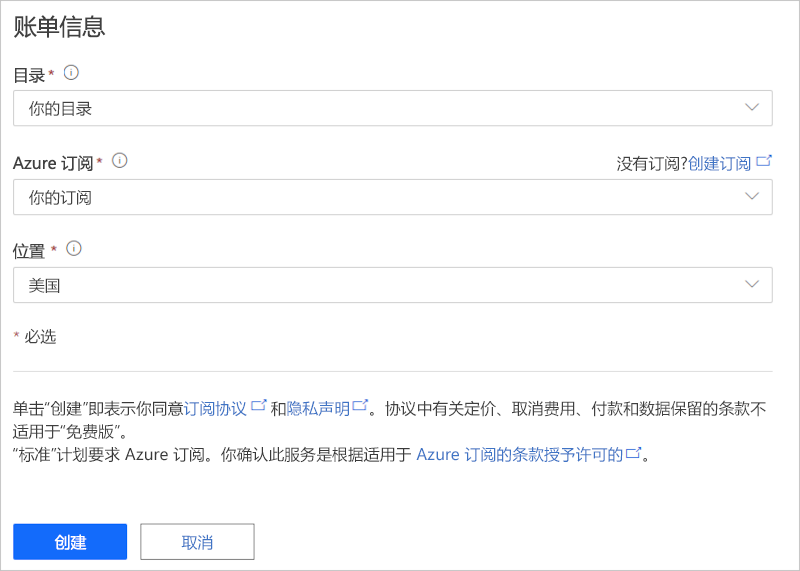 账单信息
目录 *
你的目录
Azure 订阅 *
没有订阅?创建订阅
你的订阅
位置 *
美国
* 必选
单击"创建"即表示你同意订阅协议 和隐私声明。协议中有关定价、取消费用、付款和数据保留的条款不
适用于"免费版"。
"标准"计划要求 Azure 订阅。你确认此服务是根据适用于 Azure 订阅的条款授予许可的。
创建
取消